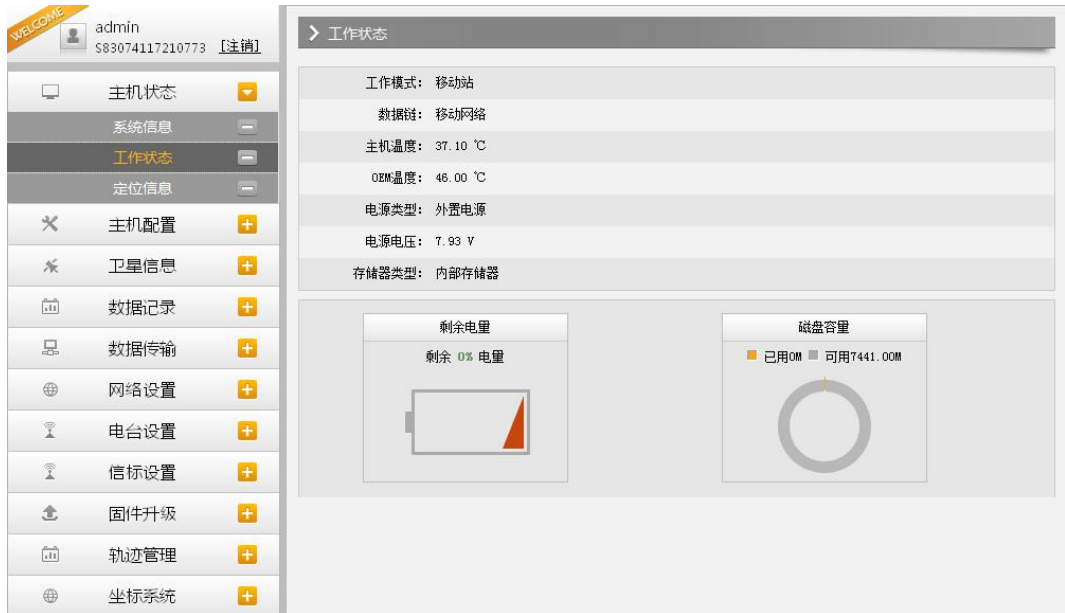 WELCOME
admin
S83074117210773 [注销]
主机状态
系统信息
工作状态
定位信息
主机配置
卫星信息
数据记录
数据传输
网络设置
电台设置
信标设置
固件升级
轨迹管理
坐标系统
工作状态
工作模式: 移动站
数据链: 移动网络
主机温度: 37.10 ℃
OEM温度: 46.00 ℃
电源类型: 外置电源
电源电压: 7.93 V
存储器类型: 内部存储器
剩余电量
剩余 0% 电量
磁盘容量
已用0M 可用7441.00M